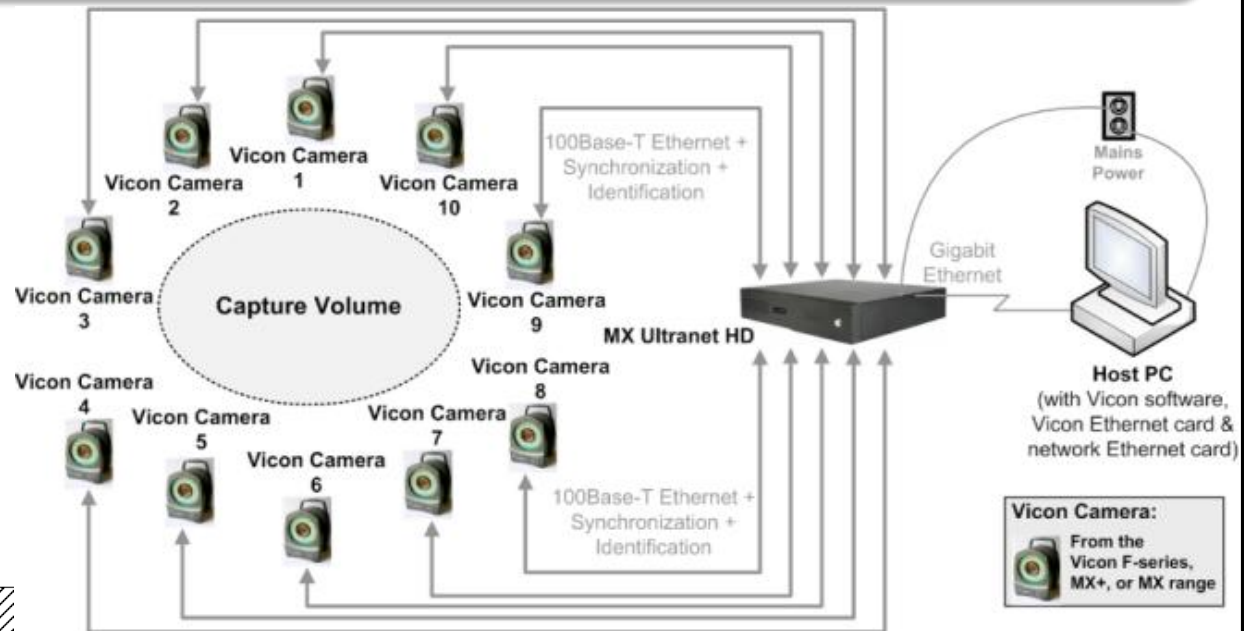 Vicon Camera
1
Vicon Camera
2
Vicon Camera
10
Vicon Camera
3
Capture Volume
Vicon Camera
9
100Base-T Ethernet +
Synchronization +
Identification
MX Ultranet HD
Gigabit
Ethernet
Mains
Power
Host PC
(with Vicon software,
Vicon Ethernet card &
network Ethernet card)
Vicon Camera
4
Vicon Camera
5
Vicon Camera
6
Vicon Camera
7
Vicon Camera
8
100Base-T Ethernet +
Synchronization +
Identification
Vicon Camera:
From the
Vicon F-series,
MX+, or MX range